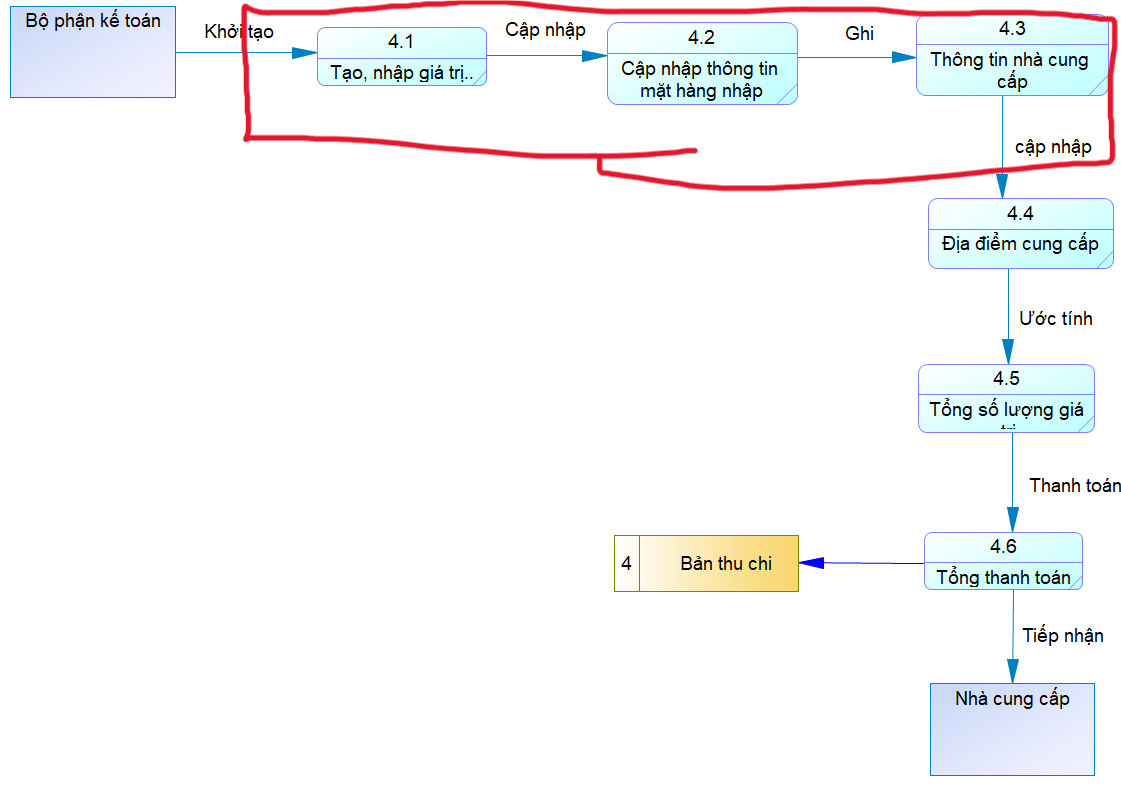 Bộ phận kế toán
Khởi tạo
4.1
Tạo, nhập giá trị..
Cập nhập
4.2
Cập nhập thông tin
mặt hàng nhập
Ghi
4.3
Thông tin nhà cung
cấp
cập nhập
4.4
Địa điểm cung cấp
Ước tính
4.5
Tổng số lượng giá
Thanh toán
4.6
Tổng thanh toán
4
Bản thu chi
Tiếp nhận
Nhà cung cấp